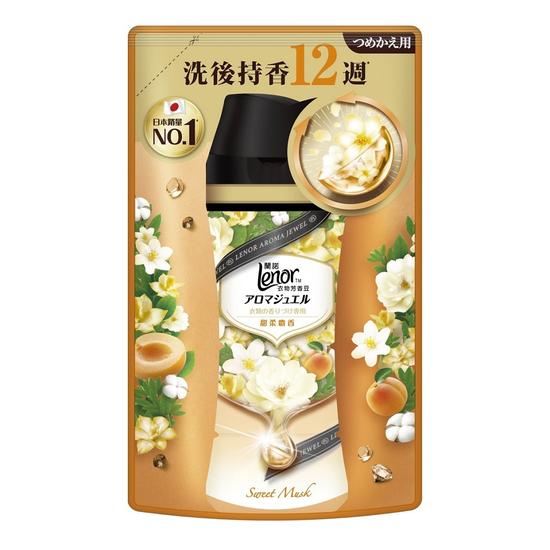 つめかえ用
洗後持香12週*
日本銷量
NO.1*
LENOR AROMA JEWEL
蘭諾
Lenor™
衣物芳香豆
アロマジュエル
衣類の香りづけ専用
甜柔麝香
JEWEL
Sweet Musk